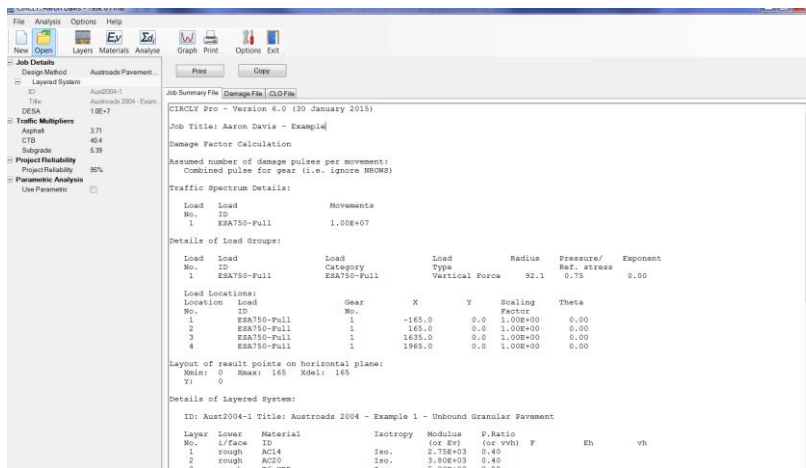 CIRCLY: Aaron Davis - Task 6 Final
File Analysis Options Help
New Open Layers Materials Analyse Graph Print Options Exit
Print Copy
Job Summary File Damage File CLO File
Job Details
Design Method Austroads Pavement...
Layered System
ID Aust2004-1
Title Austroads 2004 - Exam...
DESA 1.0E+7
Traffic Multipliers
Asphalt 3.71
CTB 40.4
Subgrade 5.39
Project Reliability
Project Reliability 95%
Parametric Analysis
Use Parametric
CIRCLY Pro - Version 6.0 (30 January 2015)
Job Title: Aaron Davis - Example
Damage Factor Calculation
Assumed number of damage pulses per movement:
Combined pulse for gear (i.e. ignore NROWS)
Traffic Spectrum Details:
Load Load Movements
No. ID
1 ESA750-Full 1.00E+07
Details of Load Groups:
Load Load Load Load Radius Pressure/ Exponent
No. ID Category Type Ref. stress
1 ESA750-Full ESA750-Full Vertical Force 92.1 0.75 0.00
Load Locations:
Location Load Gear X Y Scaling Theta
No. ID No. Factor
1 ESA750-Full 1 -165.0 0.0 1.00E+00 0.00
2 ESA750-Full 1 165.0 0.0 1.00E+00 0.00
3 ESA750-Full 1 1635.0 0.0 1.00E+00 0.00
4 ESA750-Full 1 1965.0 0.0 1.00E+00 0.00
Layout of result points on horizontal plane:
Xmin: 0 Xmax: 165 Xdel: 165
Y: 0
Details of Layered System:
ID: Aust2004-1 Title: Austroads 2004 - Example 1 - Unbound Granular Pavement
Layer Lower Material Isotropy Modulus P.Ratio
No. i/face ID (or Ev) (or vvh) F Eh vh
1 rough AC14 Iso. 2.75E+03 0.40
2 rough AC20 Iso. 3.80E+03 0.40